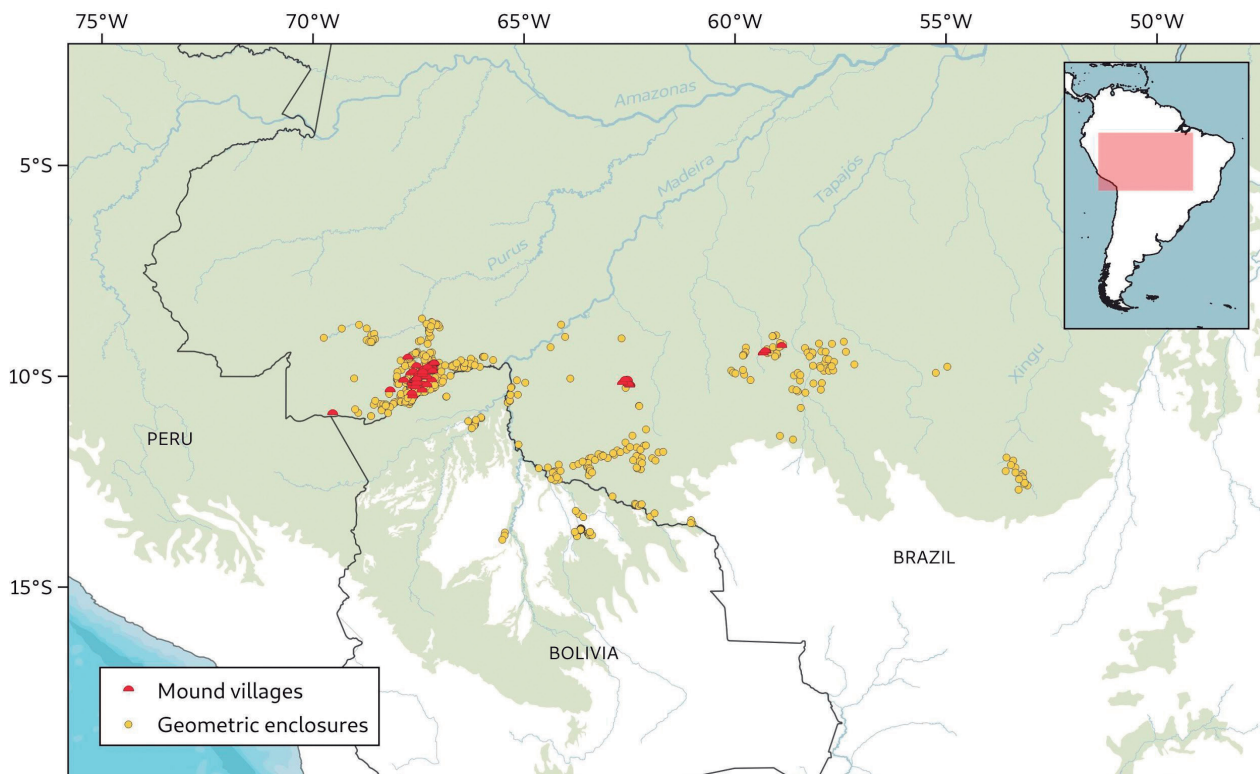 75°W 70°W 65°W 60°W 55°W 50°W
Amazonas
5°S
Madeira
Tapajós
Purus
10°S
Xingu
PERU
BRAZIL
15°S
BOLIVIA
Mound villages
Geometric enclosures